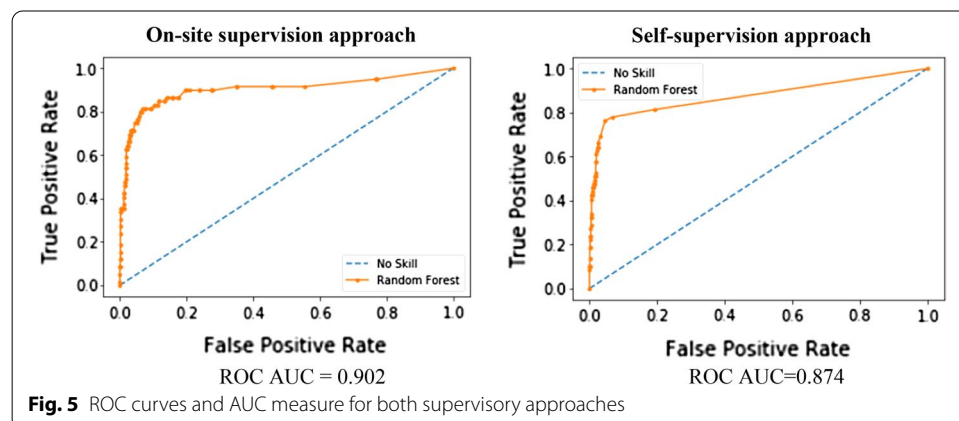 On-site supervision approach
True Positive Rate
1.0
0.8
0.6
0.4
0.2
0.0
No Skill
Random Forest
0.0 0.2 0.4 0.6 0.8 1.0
False Positive Rate
ROC AUC = 0.902
Self-supervision approach
True Positive Rate
1.0
0.8
0.6
0.4
0.2
0.0
No Skill
Random Forest
0.0 0.2 0.4 0.6 0.8 1.0
False Positive Rate
ROC AUC=0.874
Fig. 5 ROC curves and AUC measure for both supervisory approaches